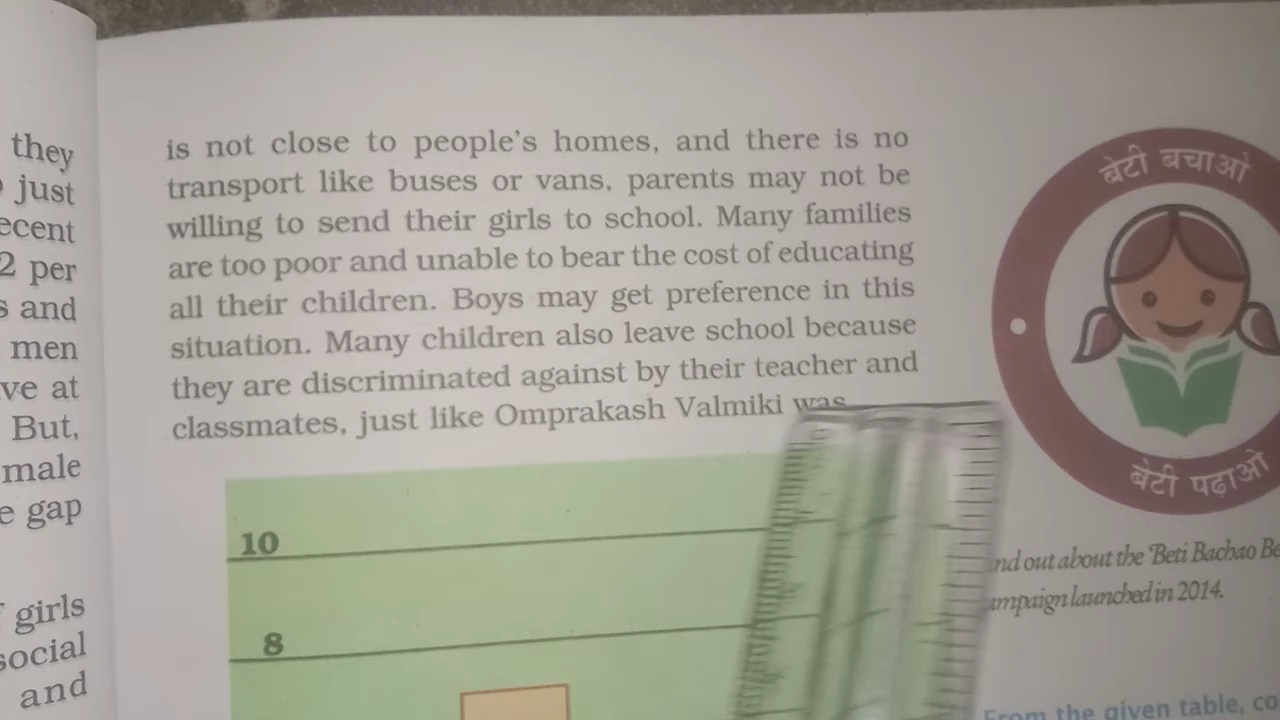 they
just
2 per
and
men
at
But,
male
gap
girls
social
and
is not close to people's homes, and there is no
transport like buses or vans, parents may not be
willing to send their girls to school. Many families
are too poor and unable to bear the cost of educating
all their children. Boys may get preference in this
situation. Many children also leave school because
they are discriminated against by their teacher and
classmates, just like Omprakash Valmiki was
10
8
बेटी बचाओ
बेटी पढ़ाओ
out about the 'Beti Bachao
launched in 2014.
From the given table,